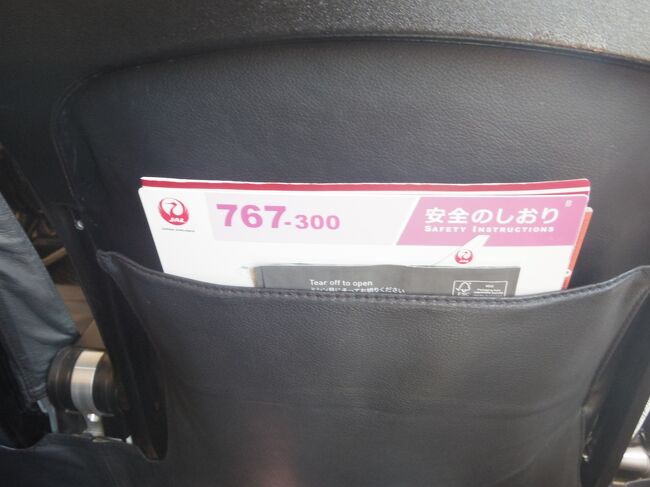 JAL
767-300
安全のしおり
SAFETY INSTRUCTIONS
Tear off to open